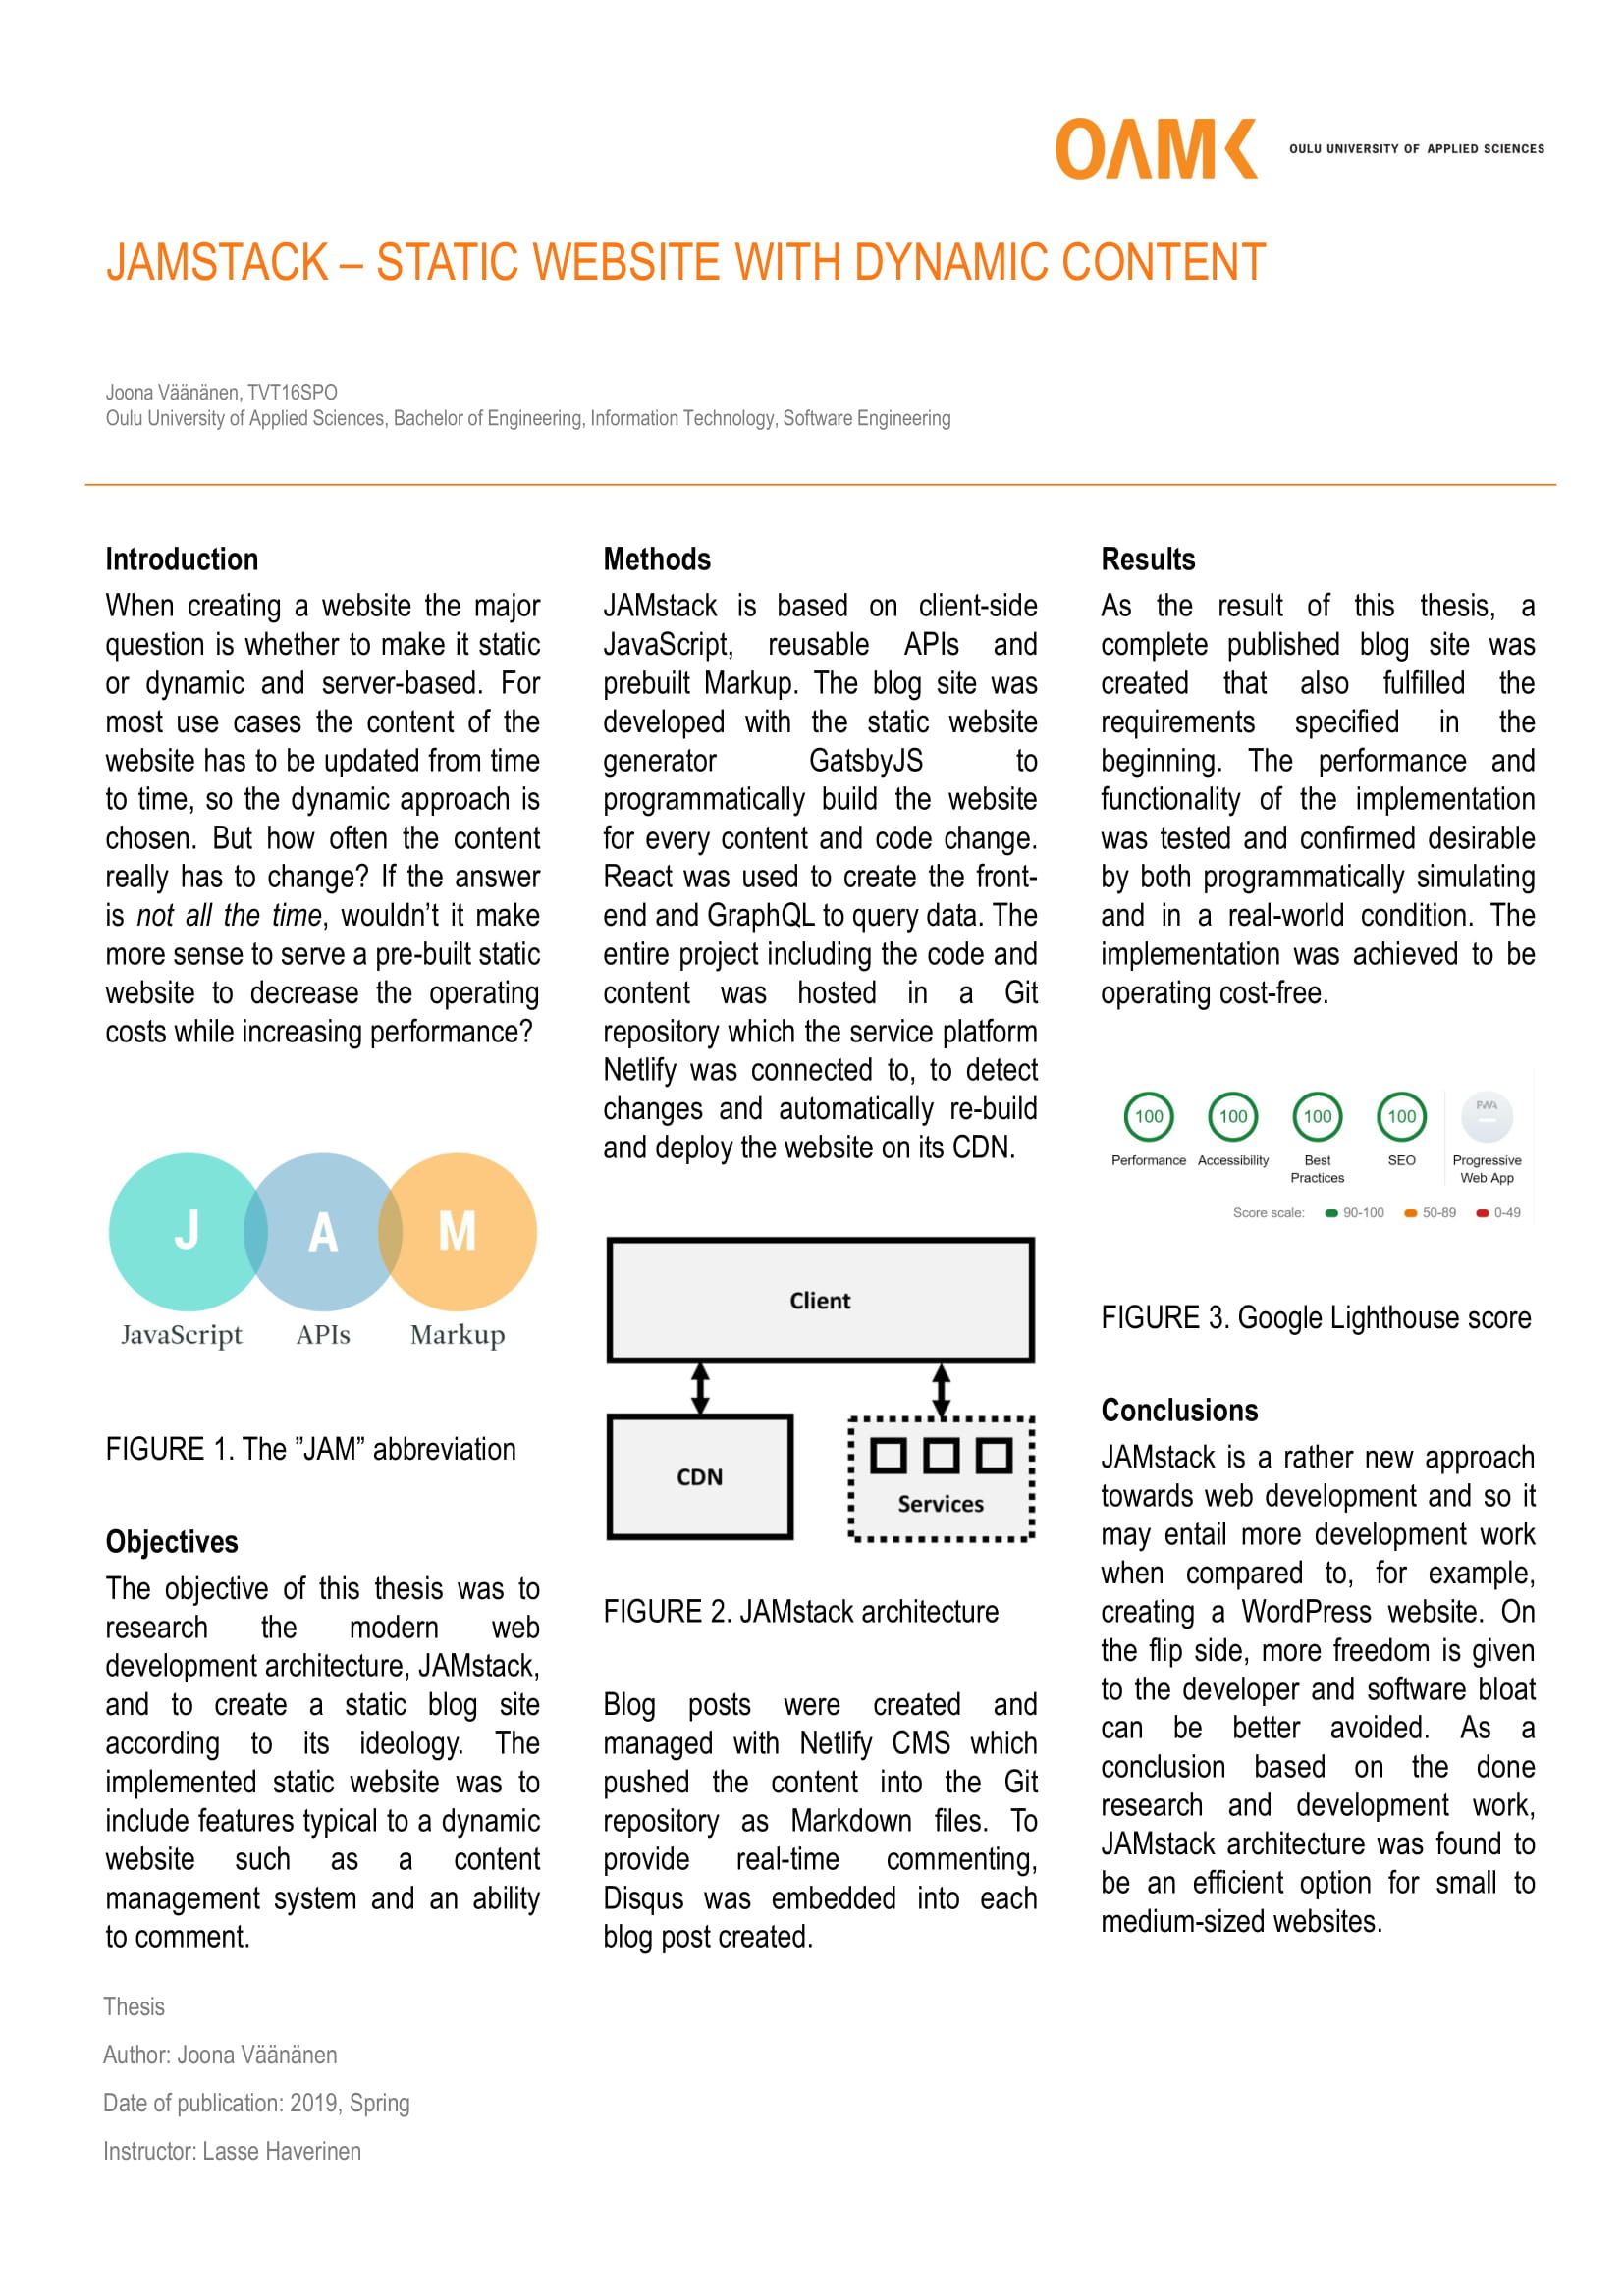 OAMK OULU UNIVERSITY OF APPLIED SCIENCES
JAMSTACK – STATIC WEBSITE WITH DYNAMIC CONTENT
Joona Väänänen, TVT16SPO
Oulu University of Applied Sciences, Bachelor of Engineering, Information Technology, Software Engineering
Introduction
When creating a website the major
question is whether to make it static
or dynamic and server-based. For
most use cases the content of the
website has to be updated from time
to time, so the dynamic approach is
chosen. But how often the content
really has to change? If the answer
is not all the time, wouldn't it make
more sense to serve a pre-built static
website to decrease the operating
costs while increasing performance?
J A M
JavaScript APIs Markup
FIGURE 1. The ”JAM” abbreviation
Objectives
The objective of this thesis was to
research the modern web
development architecture, JAMstack,
and to create a static blog site
according to its ideology. The
implemented static website was to
include features typical to a dynamic
website such as a content
management system and an ability
to comment.
Methods
JAMstack is based on client-side
JavaScript, reusable APIs and
prebuilt Markup. The blog site was
developed with the static website
generator GatsbyJS to
programmatically build the website
for every content and code change.
React was used to create the front-
end and GraphQL to query data. The
entire project including the code and
content was hosted in a Git
repository which the service platform
Netlify was connected to, to detect
changes and automatically re-build
and deploy the website on its CDN.
Client
CDN
Services
FIGURE 2. JAMstack architecture
Blog posts were created and
managed with Netlify CMS which
pushed the content into the Git
repository as Markdown files. To
provide real-time commenting,
Disqus was embedded into each
blog post created.
Results
As the result of this thesis, a
complete published blog site was
created that also fulfilled the
requirements specified in the
beginning. The performance and
functionality of the implementation
was tested and confirmed desirable
by both programmatically simulating
and in a real-world condition. The
implementation was achieved to be
operating cost-free.
100 100 100 100 PWA
Performance Accessibility Best SEO Progressive
Practices Web App
Score scale: 90-100 50-89 0-49
FIGURE 3. Google Lighthouse score
Conclusions
JAMstack is a rather new approach
towards web development and so it
may entail more development work
when compared to, for example,
creating a WordPress website. On
the flip side, more freedom is given
to the developer and software bloat
can be better avoided. As a
conclusion based on the done
research and development work,
JAMstack architecture was found to
be an efficient option for small to
medium-sized websites.
Thesis
Author: Joona Väänänen
Date of publication: 2019, Spring
Instructor: Lasse Haverinen